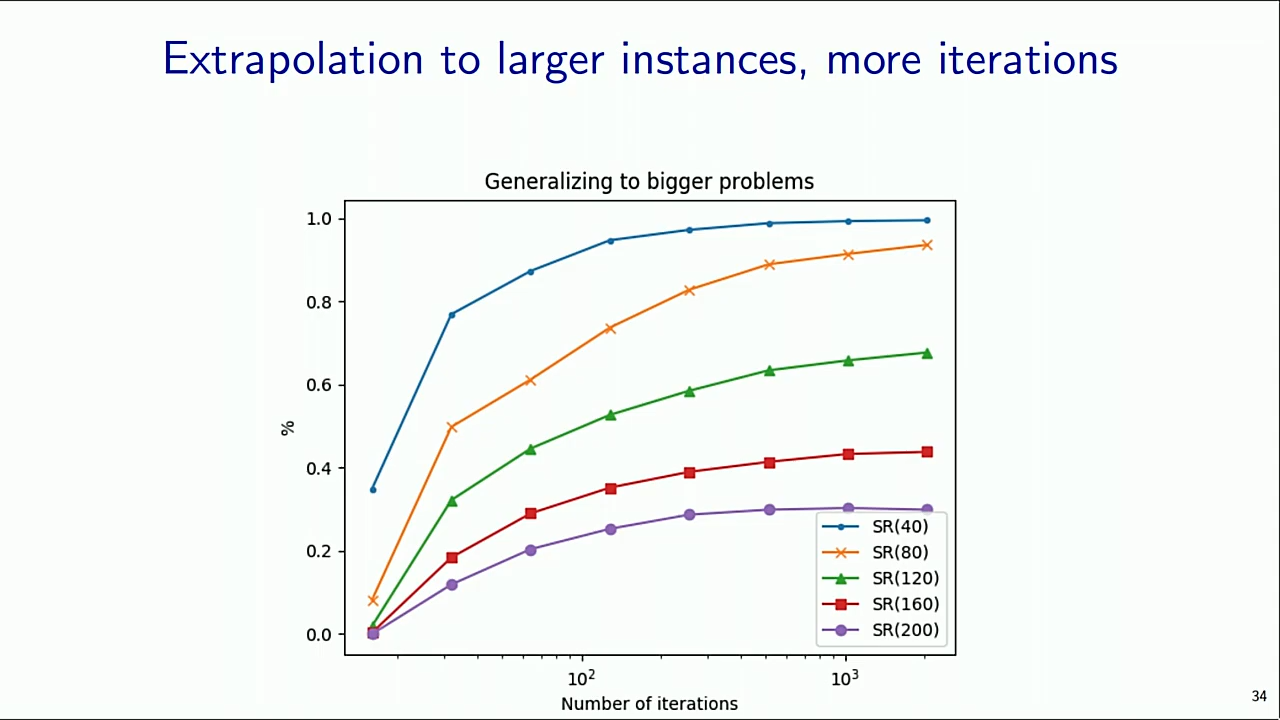 Extrapolation to larger instances, more iterations
Generalizing to bigger problems
1.0
0.8
0.6
0.4
0.2
0.0
%
10²
10³
Number of iterations
SR(40)
SR(80)
SR(120)
SR(160)
SR(200)
34